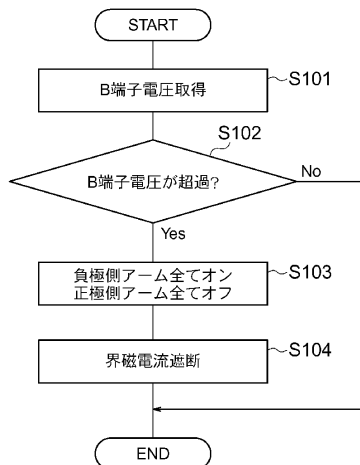 START
B端子電圧取得
S101
S102
B端子電圧が超過?
No
Yes
負極側アーム全てオン
正極側アーム全てオフ
S103
界磁電流遮断
S104
END